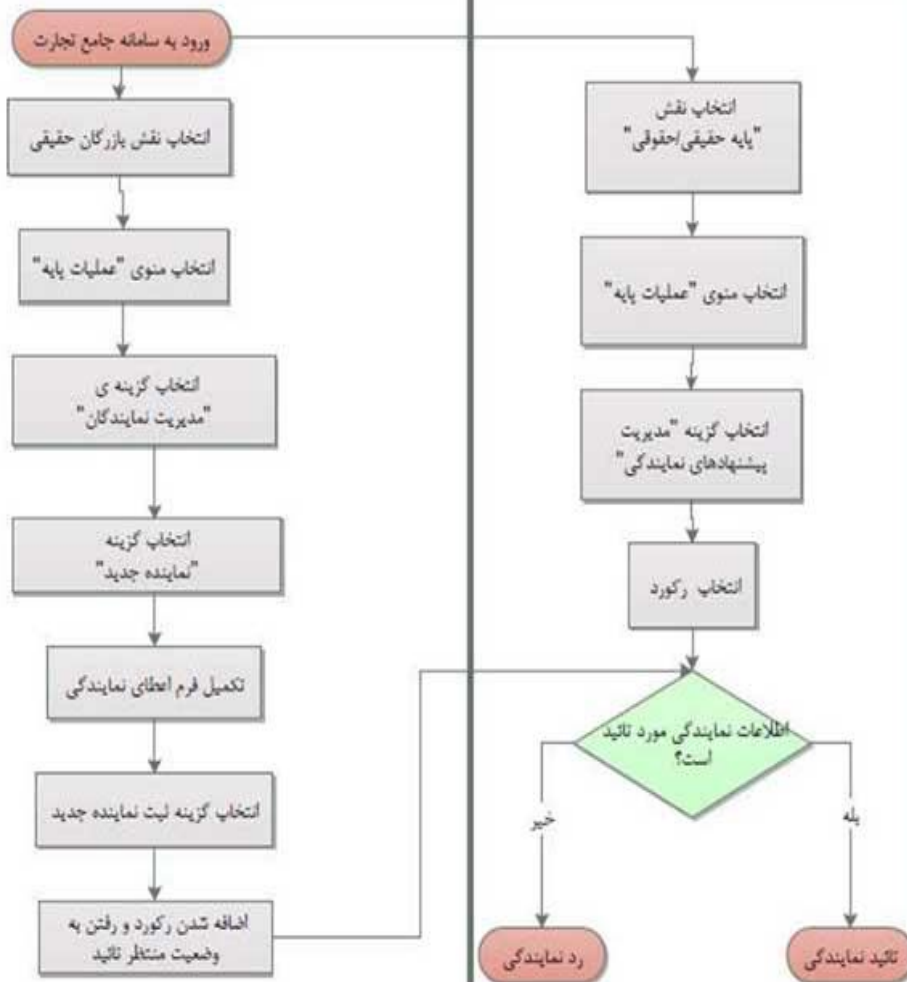 ورود به سامانه جامع تجارت
انتخاب نقش بازرگان حقیقی
انتخاب منوی "عملیات پایه"
انتخاب گزینه ی
"مدیریت نمایندگان"
انتخاب گزینه
"نماینده جدید"
تکمیل فرم اعطای نمایندگی
انتخاب گزینه ثبت نماینده جدید
اضافه شدن رکورد و رفتن به
وضعیت منتظر تائید
انتخاب نقش
"پایه حقیقی/حقوقی"
انتخاب منوی "عملیات پایه"
انتخاب گزینه "مدیریت
پیشنهادهای نمایندگی"
انتخاب رکورد
اطلاعات نمایندگی مورد تائید
است؟
خیر
بله
رد نمایندگی
تائید نمایندگی